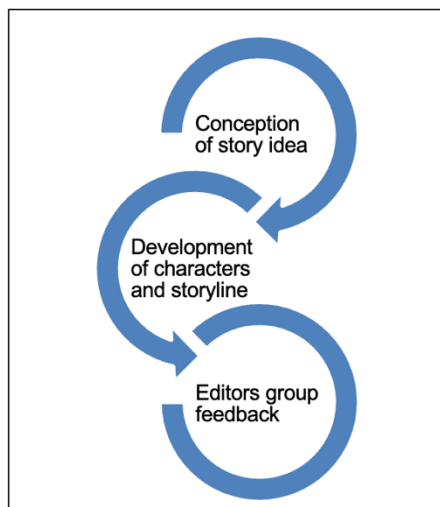 Conception
of story idea
Development
of characters
and storyline
Editors group
feedback